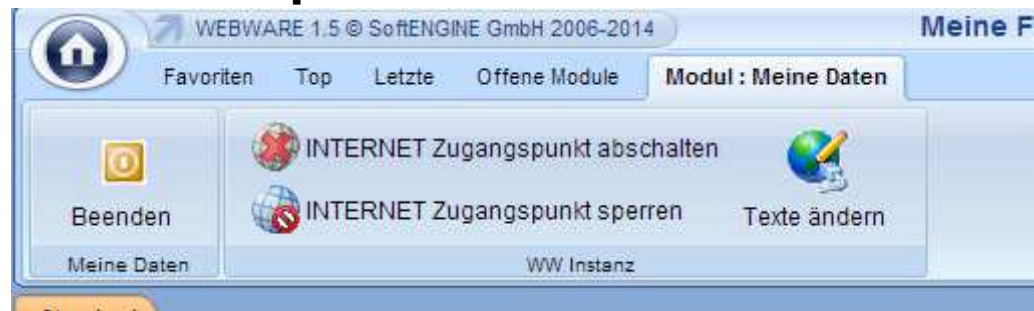 WEBWARE 1.5 © SoftENGINE GmbH 2006-2014
Meine F
Favoriten Top Letzte Offene Module Modul : Meine Daten
INTERNET Zugangspunkt abschalten
INTERNET Zugangspunkt sperren
Beenden
Texte ändern
Meine Daten
WW Instanz